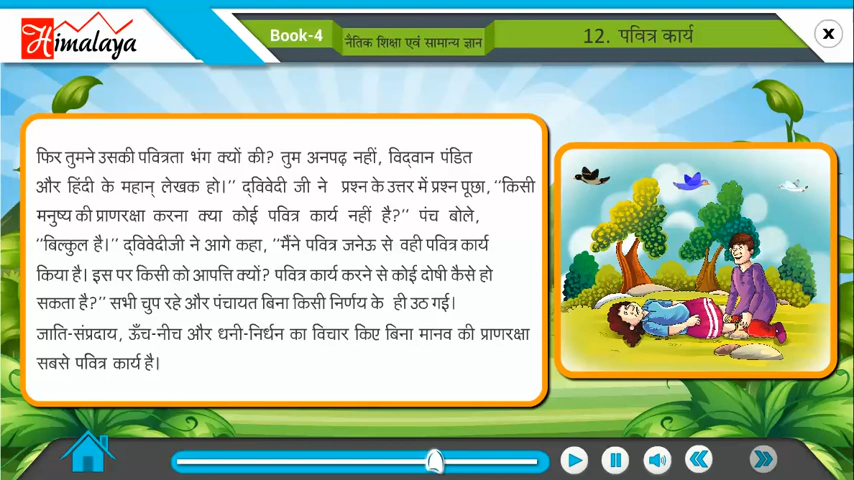 Himalaya
Book-4
नैतिक शिक्षा एवं सामान्य ज्ञान
12. पवित्र कार्य
X
फिर तुमने उसकी पवित्रता भंग क्यों की? तुम अनपढ़ नहीं, विद्‌वान पंडित
और हिंदी के महान् लेखक हो।'' द्‌विवेदी जी ने प्रश्न के उत्तर में प्रश्न पूछा, ''किसी
मनुष्य की प्राणरक्षा करना क्या कोई पवित्र कार्य नहीं है?'' पंच बोले,
''बिल्कुल है।'' द्‌विवेदीजी ने आगे कहा, ''मैंने पवित्र जनेऊ से वही पवित्र कार्य
किया है। इस पर किसी को आपत्ति क्यों? पवित्र कार्य करने से कोई दोषी कैसे हो
सकता है?'' सभी चुप रहे और पंचायत बिना किसी निर्णय के ही उठ गई।
जाति-संप्रदाय, ऊँच-नीच और धनी-निर्धन का विचार किए बिना मानव की प्राणरक्षा
सबसे पवित्र कार्य है।